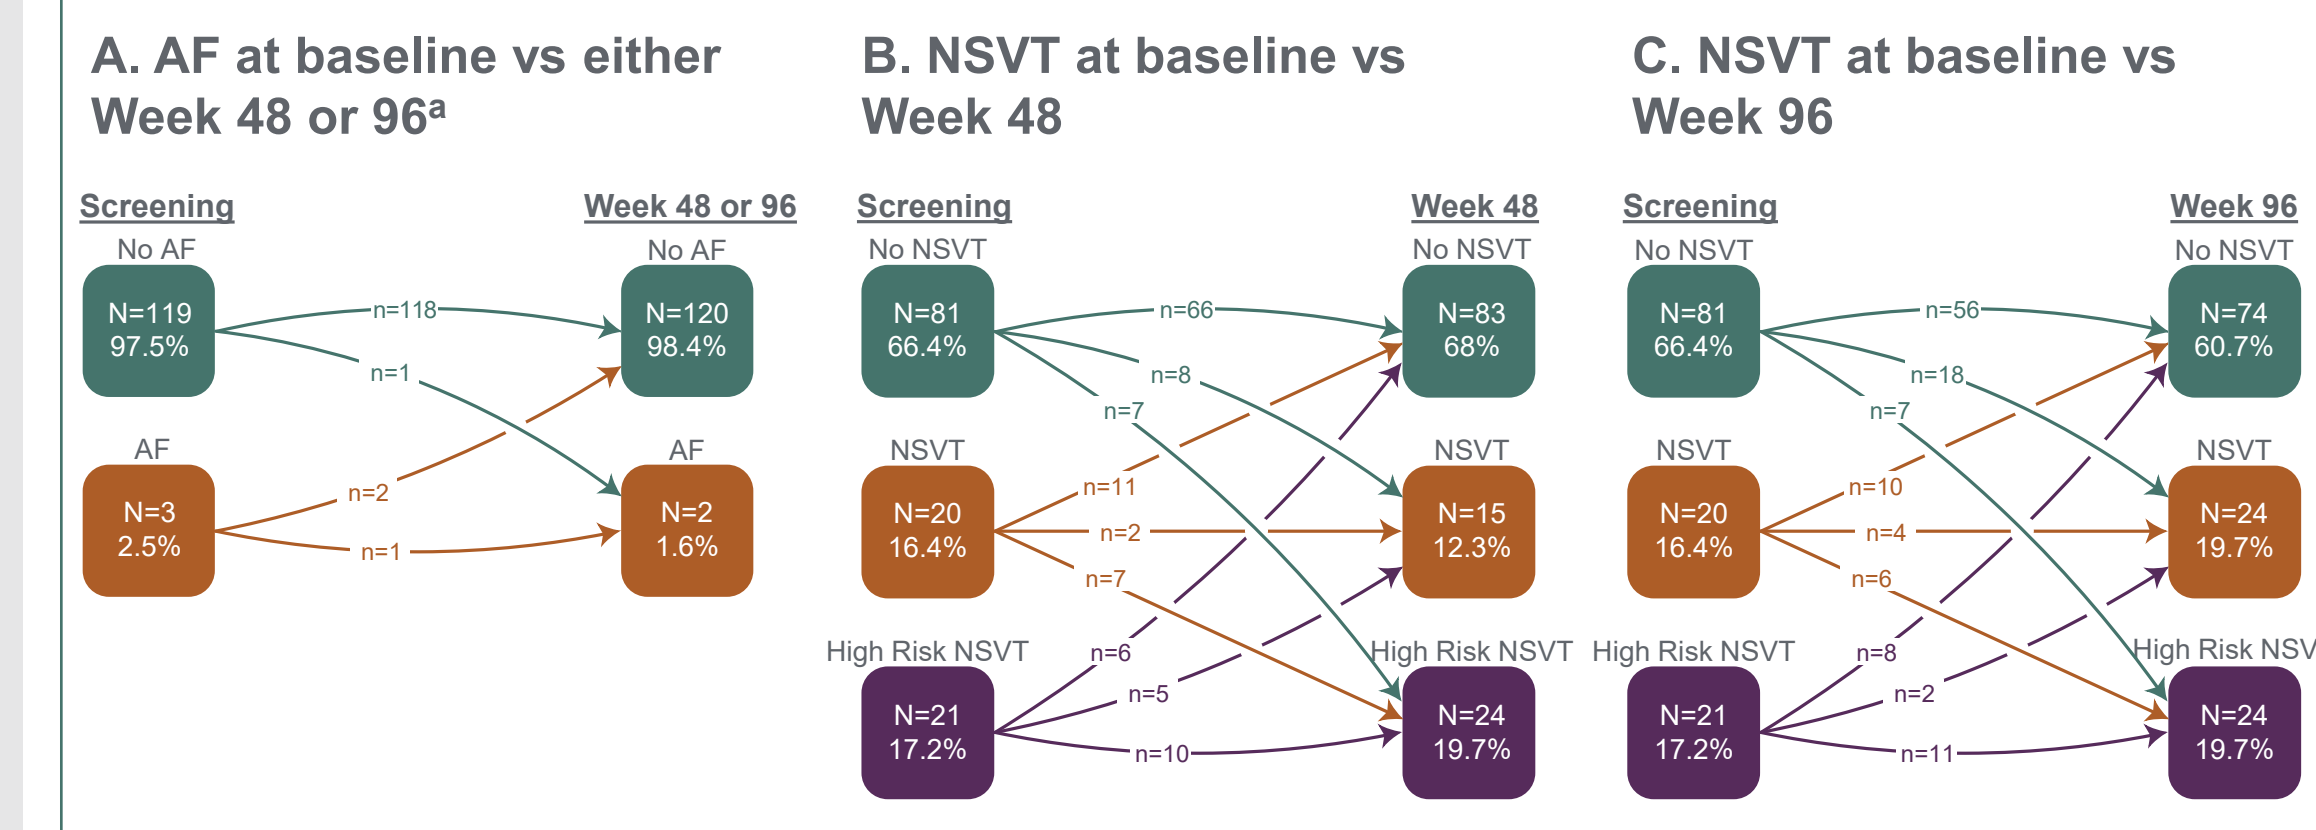 A. AF at baseline vs either
Week 48 or 96ᵃ
Screening
Week 48 or 96
No AF
No AF
N=119
97.5%
n=118
N=120
98.4%
n=1
AF
AF
n=2
N=3
2.5%
N=2
1.6%
n=1
B. NSVT at baseline vs
Week 48
Screening
Week 48
No NSVT
No NSVT
N=81
66.4%
n=66
N=83
68%
n=8
n=7
NSVT
NSVT
n=11
N=20
16.4%
n=2
N=15
12.3%
n=7
High Risk NSVT
High Risk NSVT
n=6
n=5
N=21
17.2%
N=24
19.7%
n=10
C. NSVT at baseline vs
Week 96
Screening
Week 96
No NSVT
No NSVT
N=81
66.4%
n=56
N=74
60.7%
n=18
n=7
NSVT
NSVT
n=10
N=20
16.4%
n=4
N=24
19.7%
n=6
High Risk NSVT
High Risk NSV
n=8
n=2
N=21
17.2%
N=24
19.7%
n=11